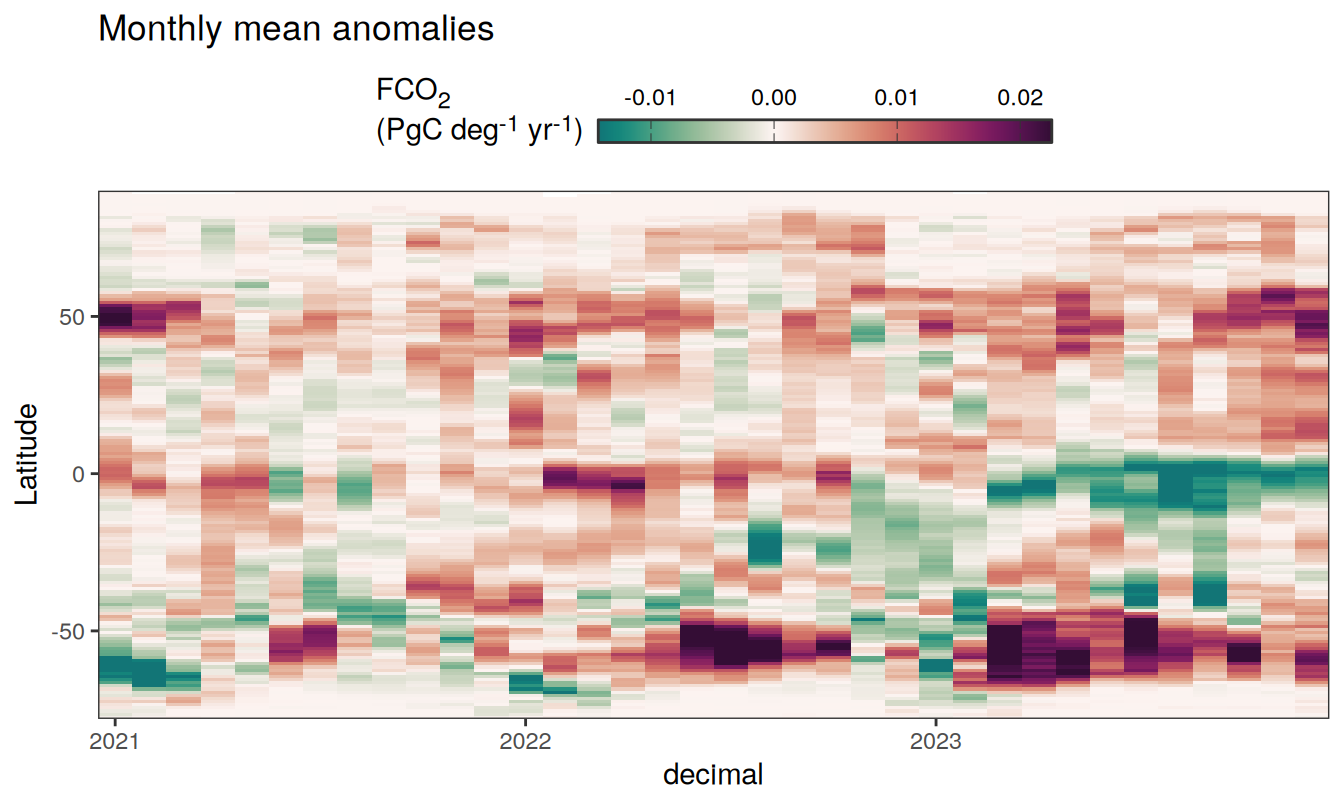 Monthly mean anomalies
FCO₂
(PgC deg⁻¹ yr⁻¹)
-0.01 0.00 0.01 0.02
Latitude
50
0
-50
2021 2022 2023
decimal